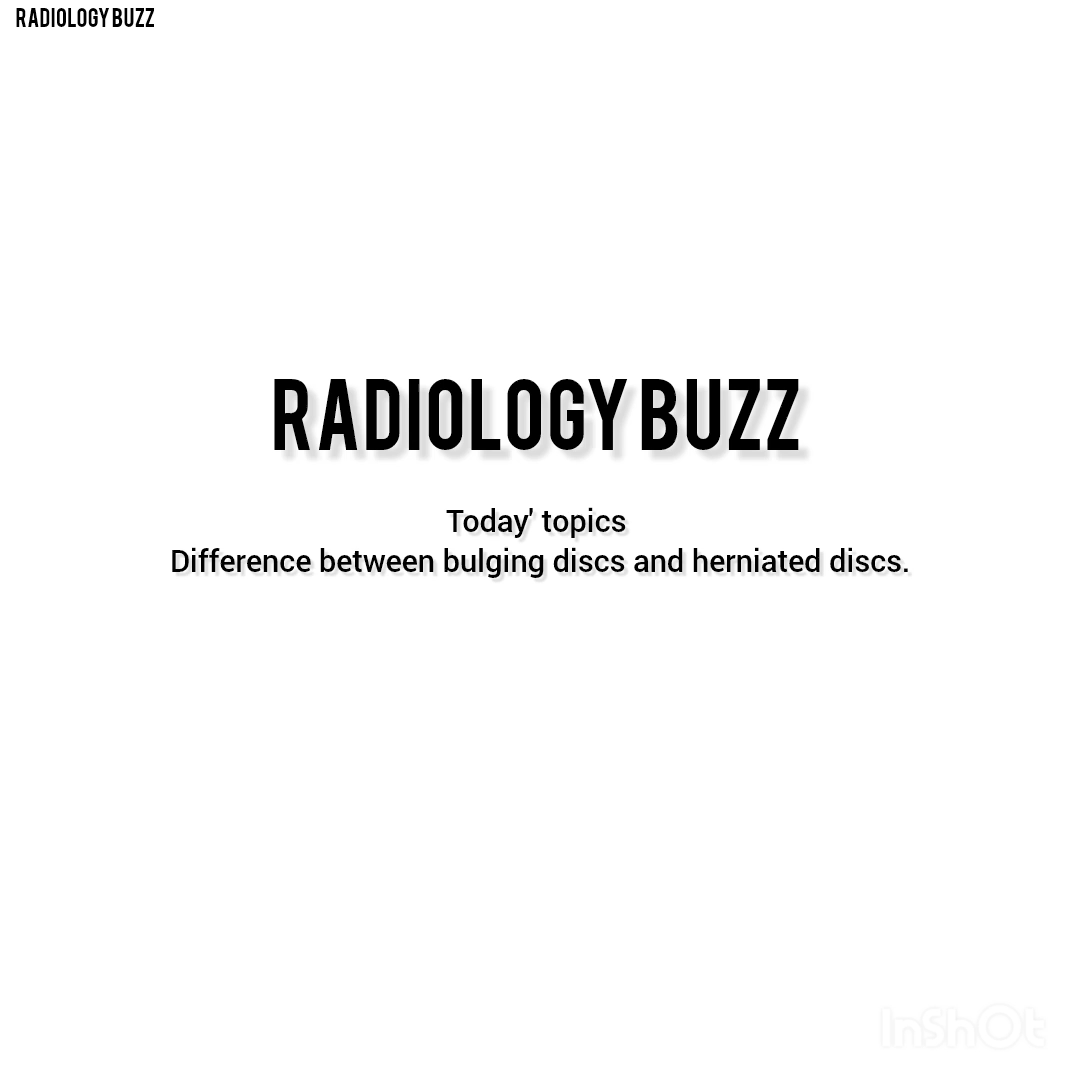 RADIOLOGY BUZZ
RADIOLOGY BUZZ
Today' topics
Difference between bulging discs and herniated discs.
InShOt